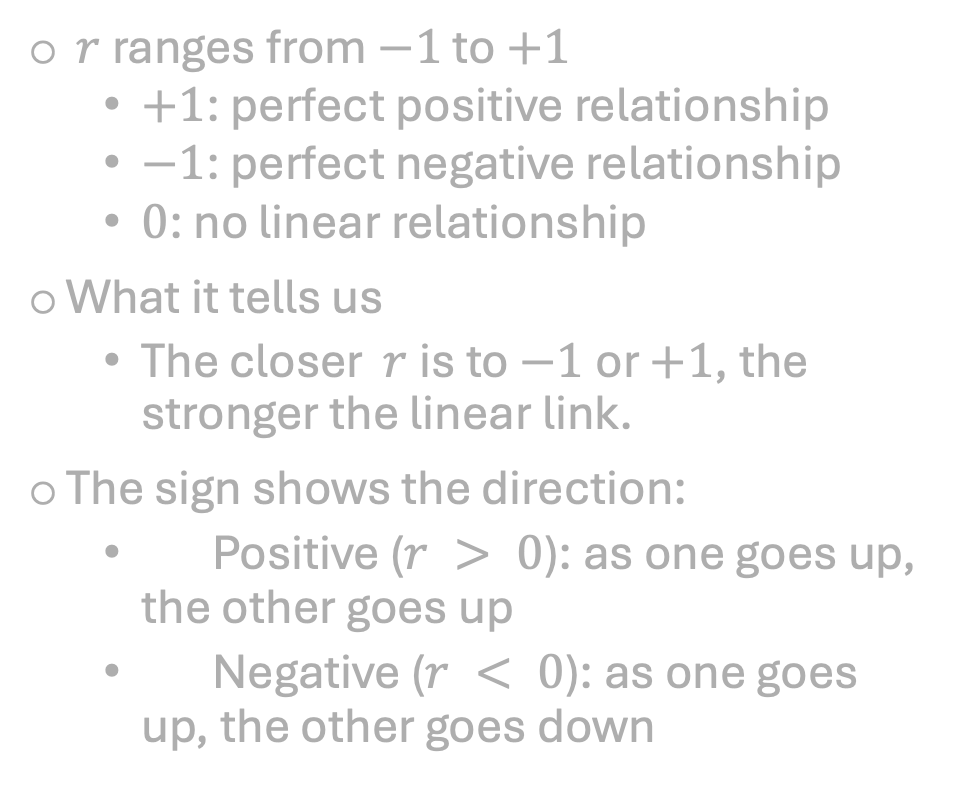 ○ r ranges from −1 to +1
• +1: perfect positive relationship
• −1: perfect negative relationship
• 0: no linear relationship
○ What it tells us
• The closer r is to −1 or +1, the
stronger the linear link.
○ The sign shows the direction:
• Positive (r > 0): as one goes up,
the other goes up
• Negative (r < 0): as one goes
up, the other goes down